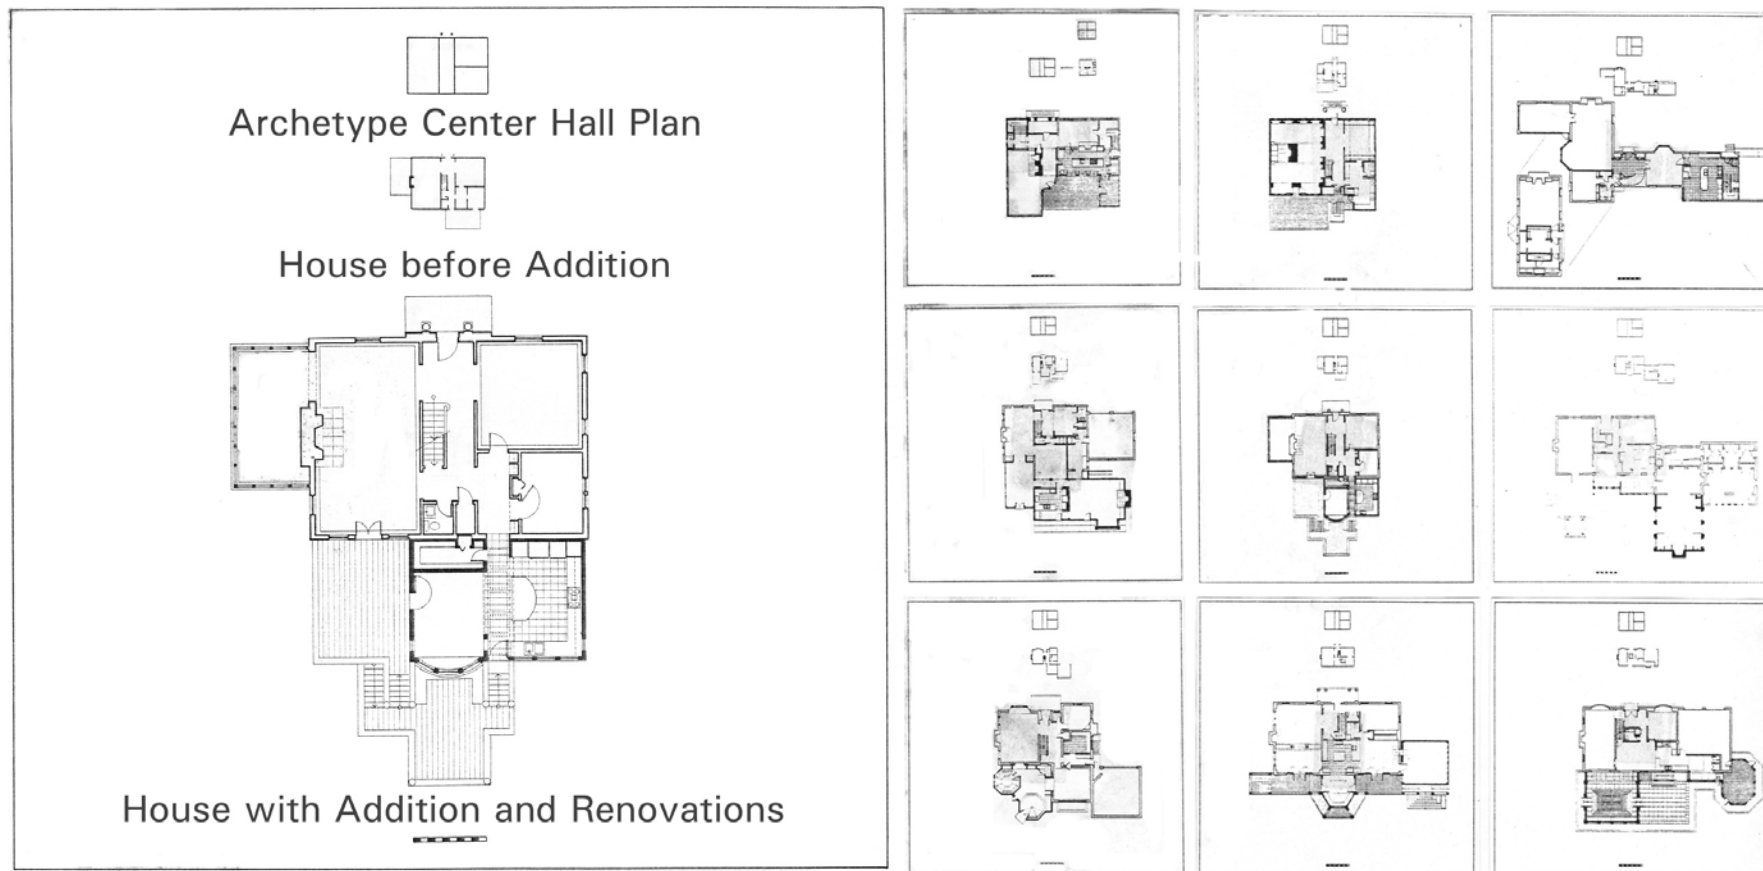 Archetype Center Hall Plan
House before Addition
House with Addition and Renovations